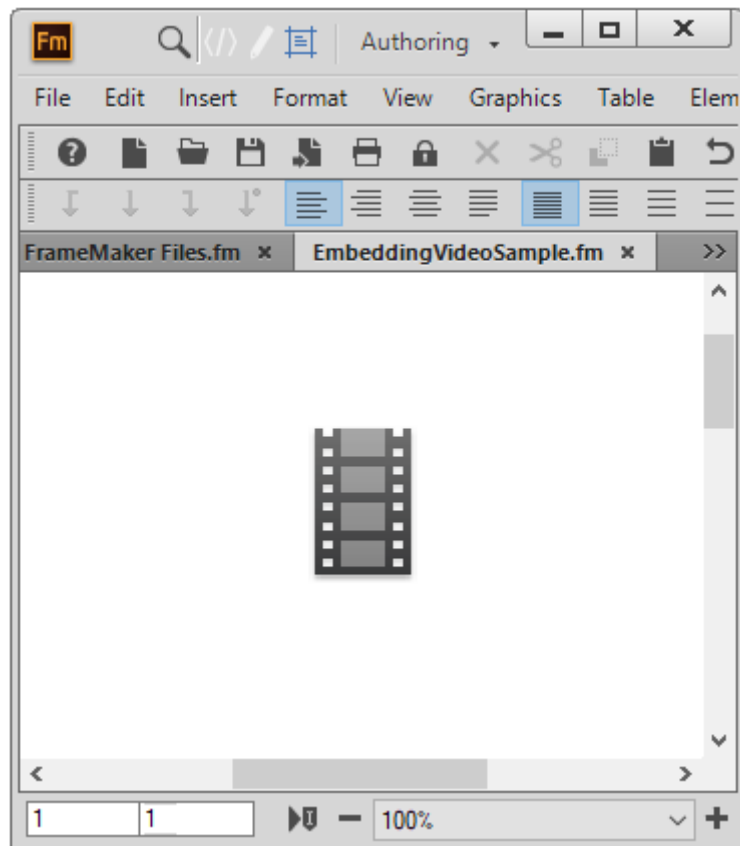 Fm Authoring
File Edit Insert Format View Graphics Table Elem
FrameMaker Files.fm EmbeddingVideoSample.fm
1 1 100%